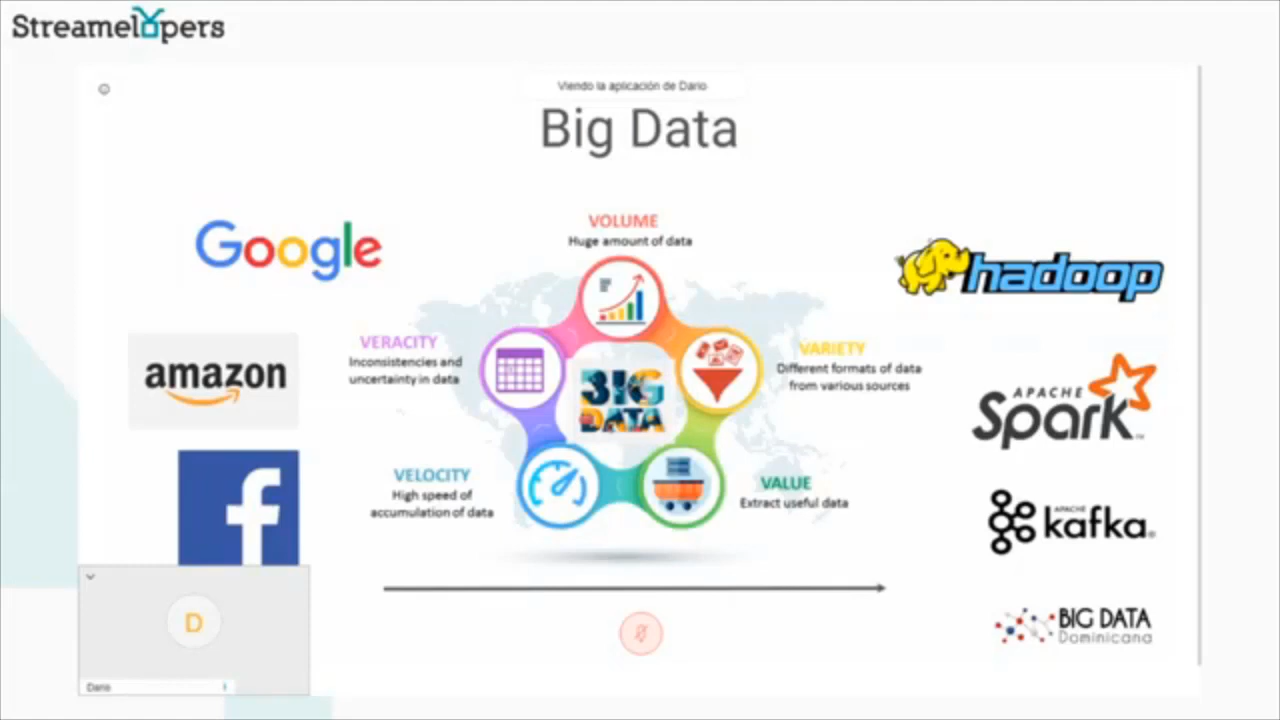 Streamelopers
Viendo la aplicación de Dario
Big Data
Google
amazon
f
VOLUME
Huge amount of data
VERACITY
Inconsistencies and
uncertainty in data
VARIETY
Different formats of data
from various sources
BIG
DATA
VELOCITY
High speed of
accumulation of data
VALUE
Extract useful data
hadoop
APACHE
Spark
TM
APACHE
kafka®
BIG DATA
Dominicana
D
Dario